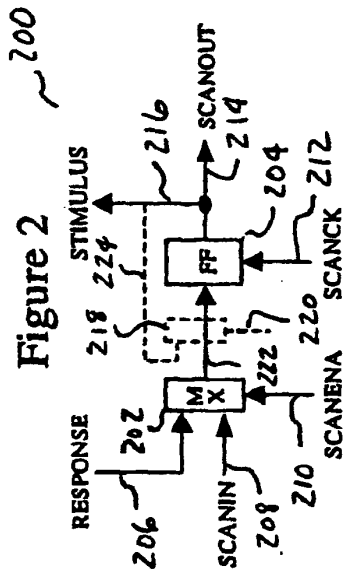 200
Figure 2
STIMULUS
216
224
218
RESPONSE
202
206
MX
FF
SCANOUT
214
204
220
222
SCANIN
208
210
SCANENA
212
SCANCK